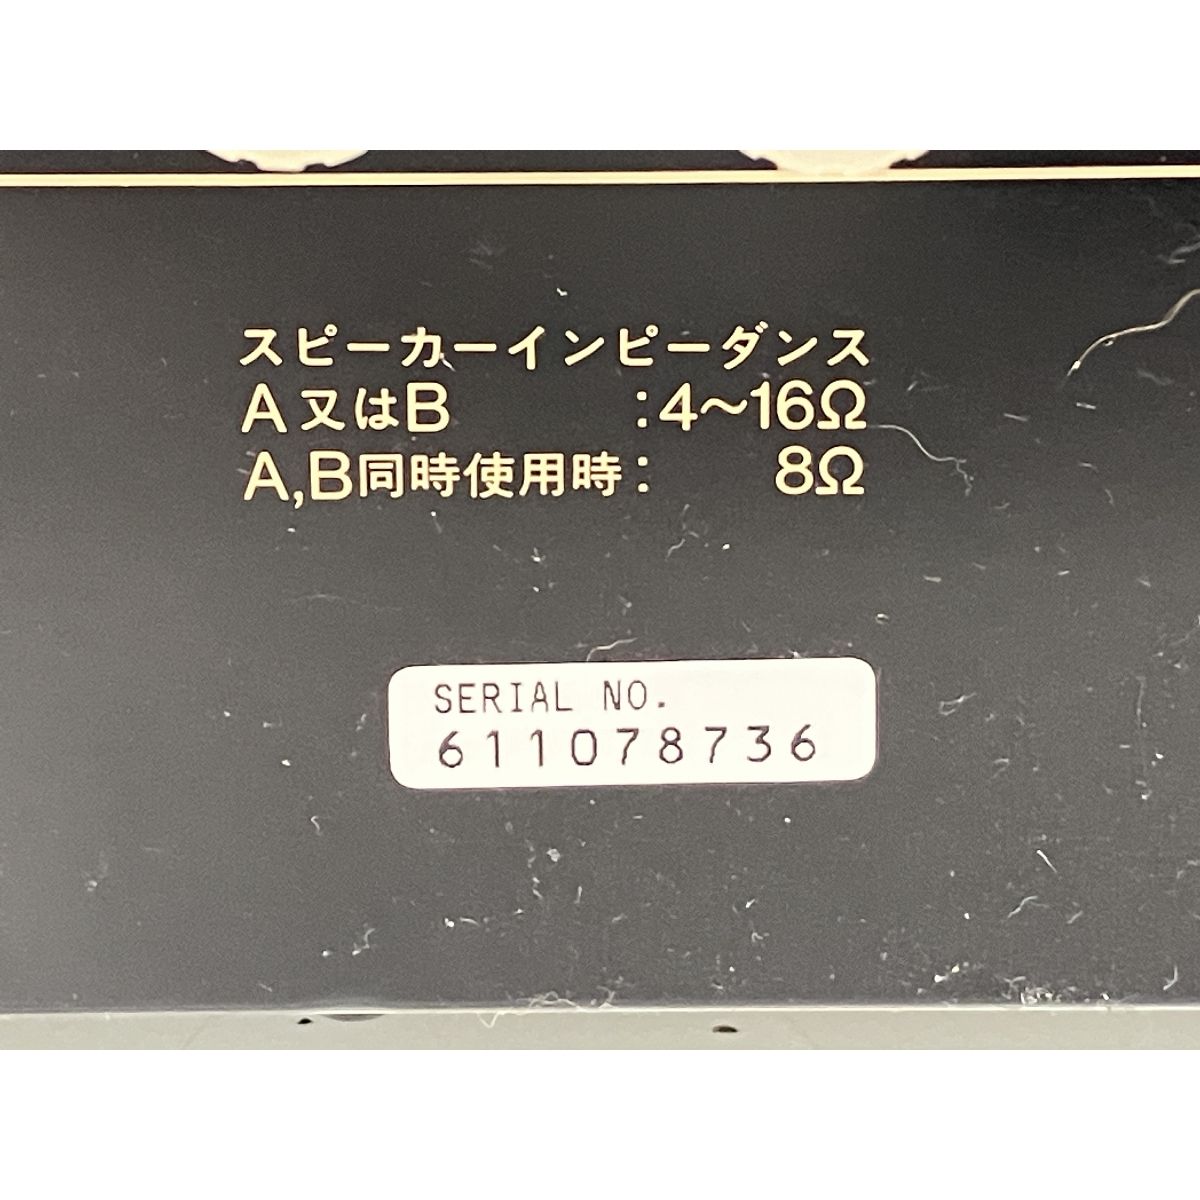 スピーカーインピーダンス
A又はB :4〜16Ω
A,B同時使用時: 8Ω
SERIAL NO.
611078736